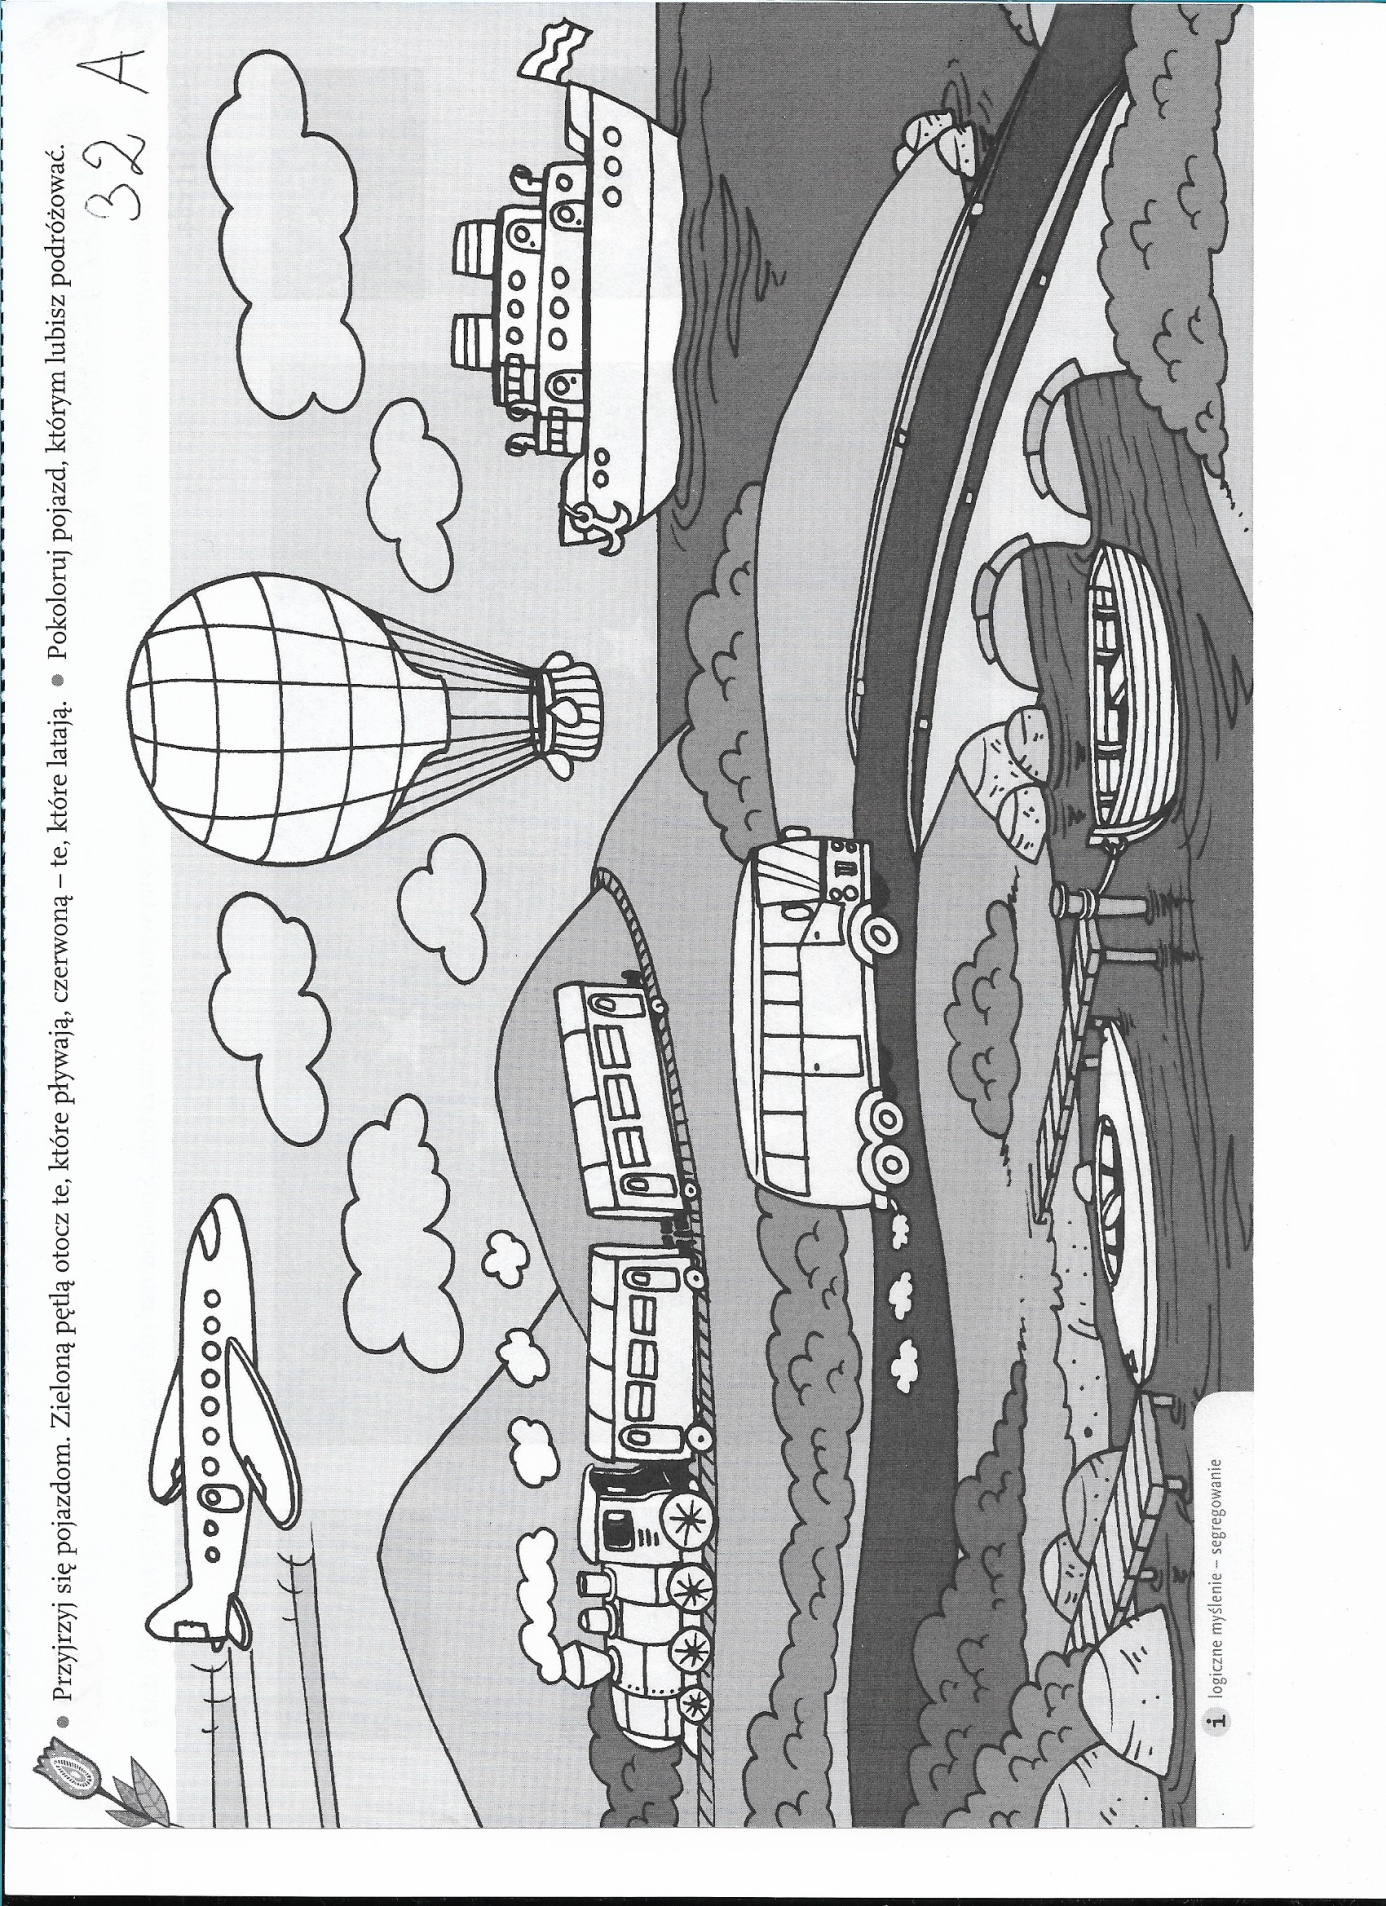 • Przyjrzyj się pojazdom. Zieloną pętlą otocz te, które pływają, czerwoną – te, które latają. • Pokoloruj pojazd, którym lubisz podróżować.
32 A
i logiczne myślenie – segregowanie